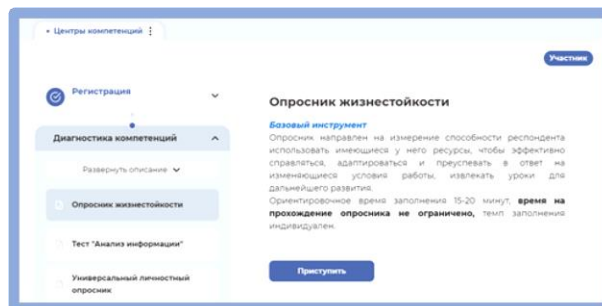 Центры компетенций
Участник
Регистрация
Диагностика компетенций
Развернуть описание
Опросник жизнестойкости
Тест "Анализ информации"
Универсальный личностный
опросник
Опросник жизнестойкости
Базовый инструмент
Опросник направлен на измерение способности респондента
использовать имеющиеся у него ресурсы, чтобы эффективно
справляться, адаптироваться и преуспевать в ответ на
изменяющиеся условия работы, извлекать уроки для
дальнейшего развития.
Ориентировочное время заполнения 15-20 минут, время на
прохождение опросника не ограничено, темп заполнения
индивидуален.
Приступить